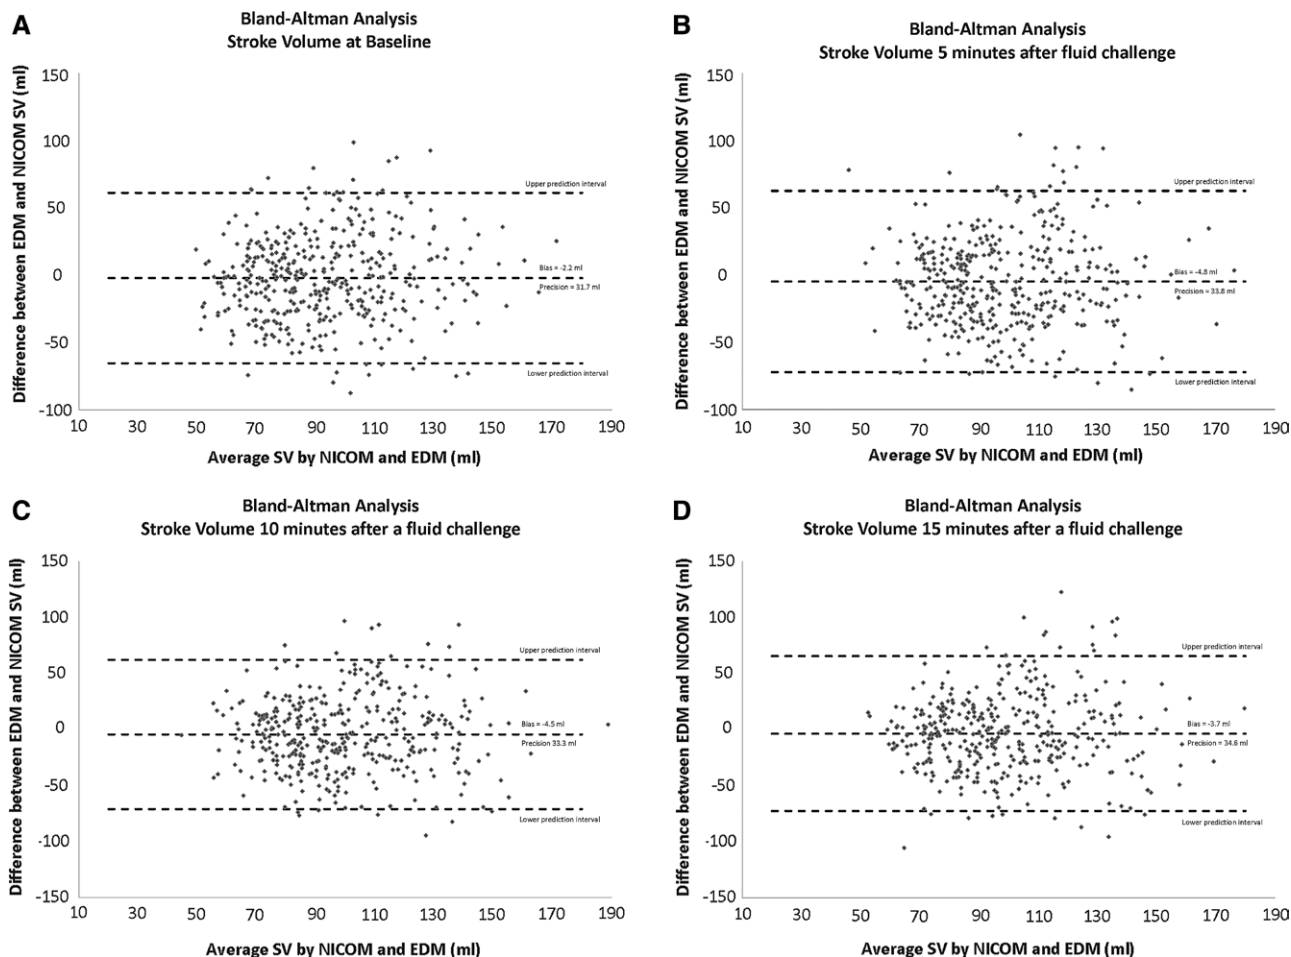 A
Bland-Altman Analysis
Stroke Volume at Baseline
Difference between EDM and NICOM SV (ml)
150
100
50
0
-50
-100
Upper prediction interval
Bias = -2.2 ml
Precision = 31.7 ml
Lower prediction interval
10 30 50 70 90 110 130 150 170 190
Average SV by NICOM and EDM (ml)
B
Bland-Altman Analysis
Stroke Volume 5 minutes after fluid challenge
Difference between EDM and NICOM SV (ml)
150
100
50
0
-50
-100
Upper prediction interval
Bias = -4.8 ml
Precision = 33.8 ml
Lower prediction interval
10 30 50 70 90 110 130 150 170 190
Average SV by NICOM and EDM (ml)
C
Bland-Altman Analysis
Stroke Volume 10 minutes after a fluid challenge
Difference between EDM and NICOM SV (ml)
150
100
50
0
-50
-100
-150
Upper prediction interval
Bias = -4.5 ml
Precision 33.3 ml
Lower prediction interval
10 30 50 70 90 110 130 150 170 190
Average SV by NICOM and EDM (ml)
D
Bland-Altman Analysis
Stroke Volume 15 minutes after a fluid challenge
Difference between EDM and NICOM SV (ml)
150
100
50
0
-50
-100
-150
Upper prediction interval
Bias = -3.7 ml
Precision = 34.6 ml
Lower prediction interval
10 30 50 70 90 110 130 150 170 190
Average SV by NICOM and EDM (ml)